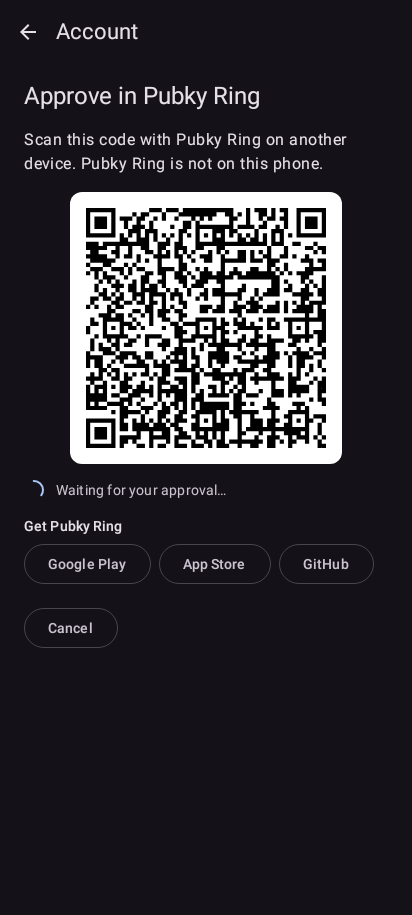 Account
Approve in Pubky Ring
Scan this code with Pubky Ring on another
device. Pubky Ring is not on this phone.
Waiting for your approval...
Get Pubky Ring
Google Play
App Store
GitHub
Cancel